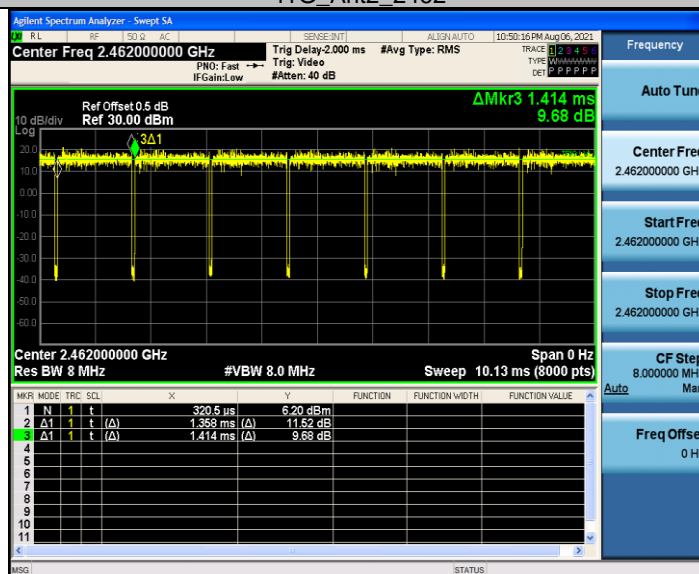 Agilent Spectrum Analyzer - Swept SA
RL RF 50 Ω AC SENSE:INT ALIGN AUTO 10:50:16 PM Aug 06, 2021
Center Freq 2.462000000 GHz
PNO: Fast
IFGain:Low
Trig Delay-2.000 ms
Trig: Video
#Atten: 40 dB
#Avg Type: RMS
TRACE 1 2 3 4 5 6
TYPE
DET P P P P P P
Frequency
Auto Tune
ΔMkr3 1.414 ms
9.68 dB
Ref Offset 0.5 dB
10 dB/div Ref 30.00 dBm
Log
3Δ1
20.0
10.0
0.00
-10.0
-20.0
-30.0
-40.0
-50.0
-60.0
Center Freq
2.462000000 GH
Start Freq
2.462000000 GH
Stop Freq
2.462000000 GH
CF Step
8.000000 MH
Auto Man
Freq Offset
0 H
Center 2.462000000 GHz Span 0 Hz
Res BW 8 MHz #VBW 8.0 MHz Sweep 10.13 ms (8000 pts)
MKR MODE TRC SCL X Y FUNCTION FUNCTION WIDTH FUNCTION VALUE
1 N 1 t 320.5 µs 6.20 dBm
2 Δ1 1 t (Δ) 1.358 ms (Δ) 11.52 dB
3 Δ1 1 t (Δ) 1.414 ms (Δ) 9.68 dB
4
5
6
7
8
9
10
11
MSG STATUS